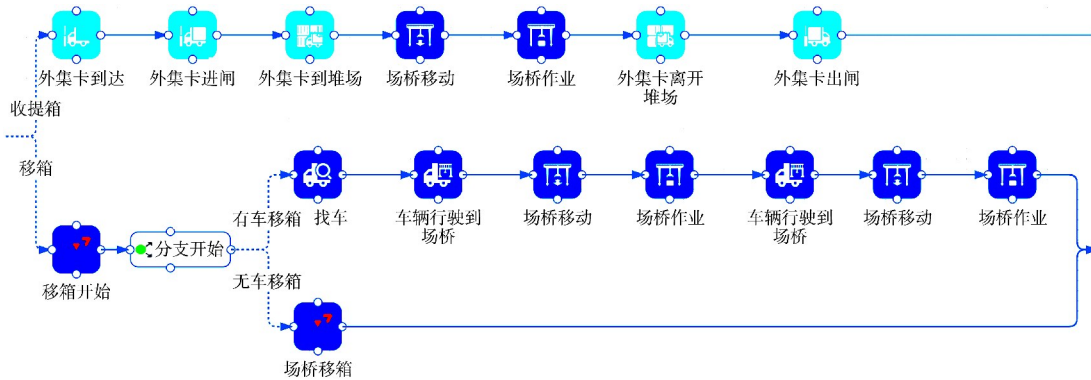 外集卡到达
外集卡进闸
外集卡到堆场
场桥移动
场桥作业
外集卡离开
堆场
外集卡出闸
收提箱
移箱
有车移箱
找车
车辆行驶到
场桥
场桥移动
场桥作业
车辆行驶到
场桥
场桥移动
场桥作业
移箱开始
分支开始
无车移箱
场桥移箱